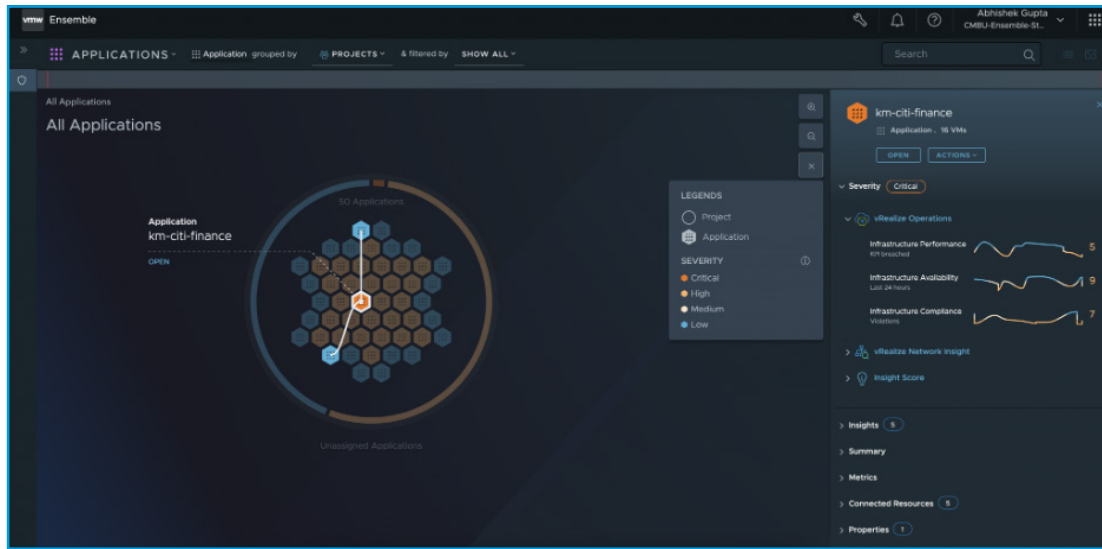 vmw Ensemble
Abhishek Gupta
CMBU-Ensemble-St...
APPLICATIONS
Application grouped by PROJECTS & filtered by SHOW ALL
Search
All Applications
All Applications
50 Applications
Application
km-citi-finance
OPEN
Unassigned Applications
LEGENDS
Project
Application
SEVERITY
Critical
High
Medium
Low
km-citi-finance
Application . 16 VMs
OPEN ACTIONS
Severity Critical
vRealize Operations
Infrastructure Performance
KPI breached
5
Infrastructure Availability
Last 24 hours
9
Infrastructure Compliance
Violations
7
vRealize Network Insight
Insight Score
Insights 5
Summary
Metrics
Connected Resources 5
Properties 1